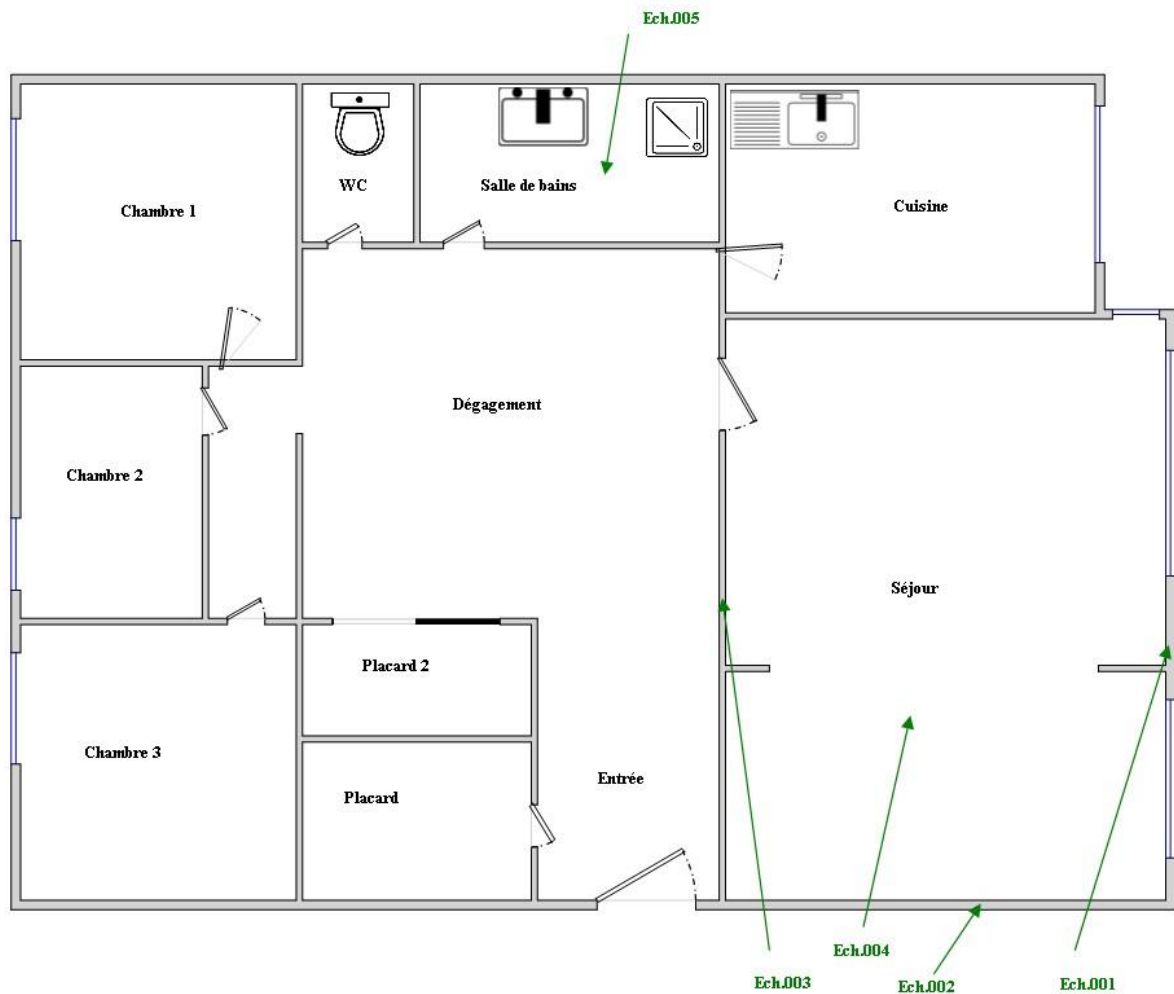 Ech.005
WC
Salle de bains
Chambre 1
Cuisine
Dégagement
Chambre 2
Séjour
Placard 2
Chambre 3
Entrée
Placard
Ech.004
Ech.003
Ech.002
Ech.001